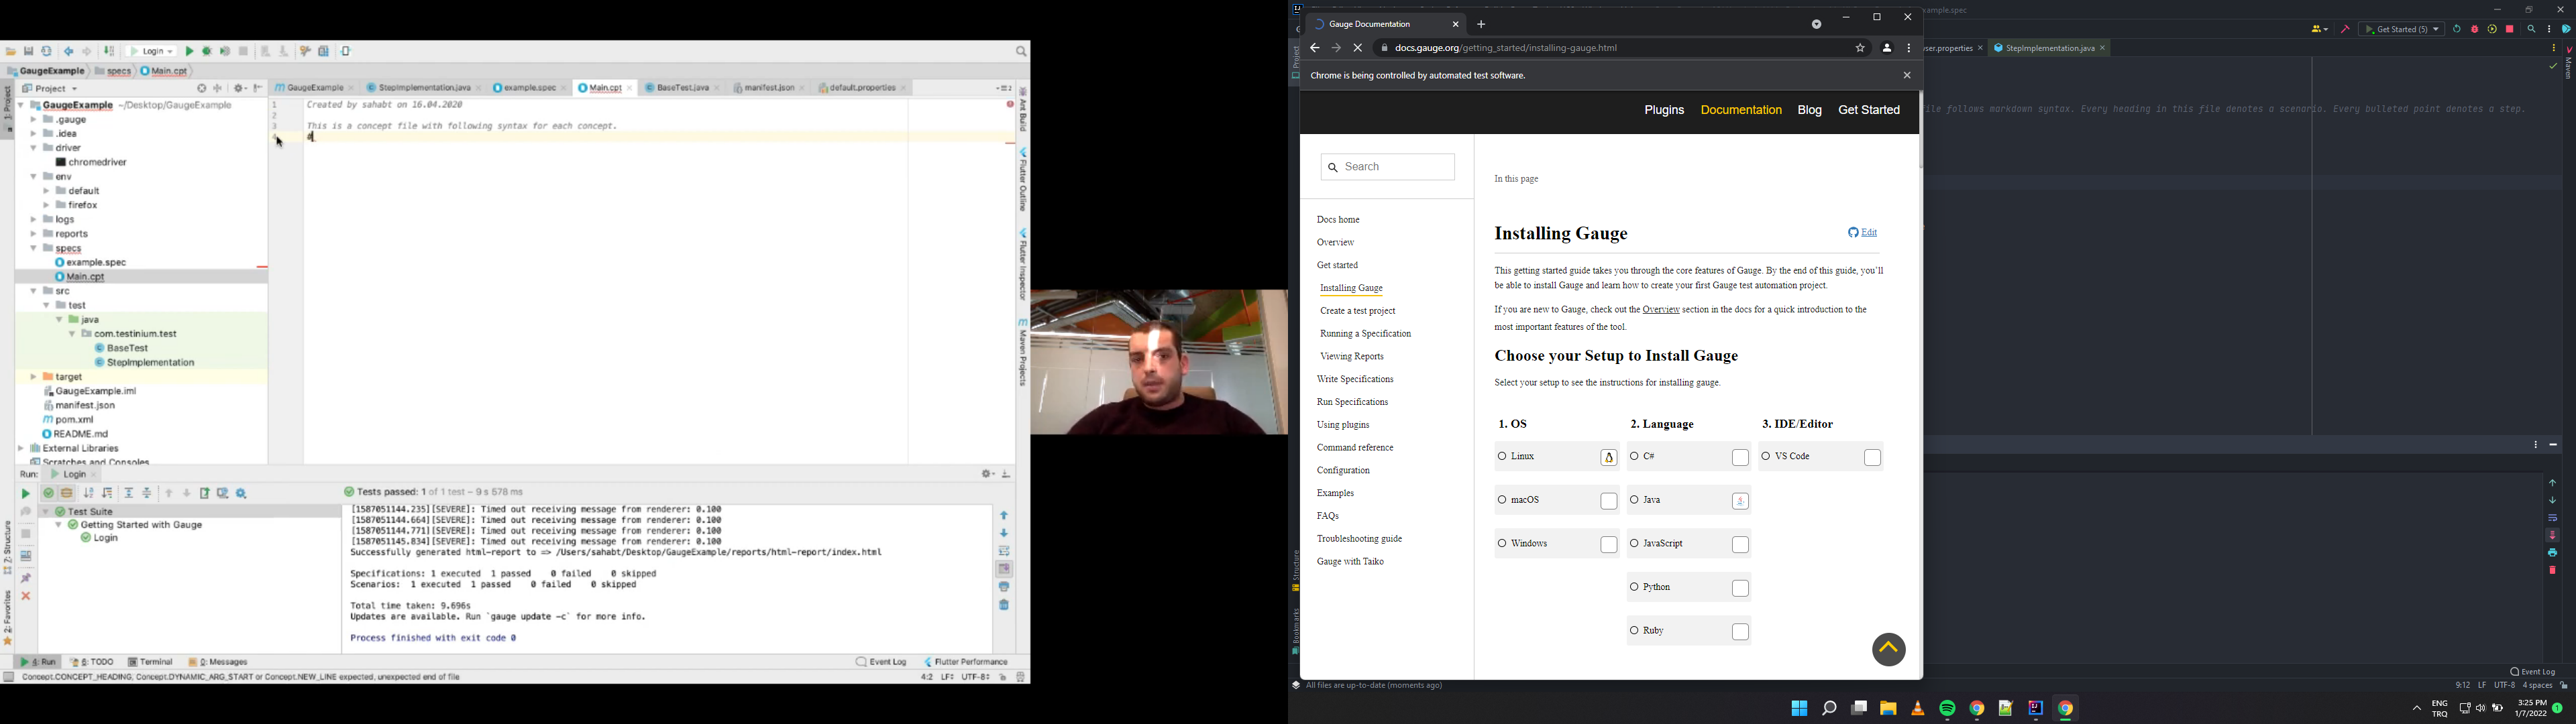 Login
GaugeExample specs Main.cpt
Project
GaugeExample StepImplementation.java example.spec Main.cpt BaseTest.java manifest.json default.properties
GaugeExample ~/Desktop/GaugeExample
.gauge
.idea
driver
chromedriver
env
default
firefox
logs
reports
specs
example.spec
Main.cpt
src
test
java
com.testinium.test
BaseTest
StepImplementation
target
GaugeExample.iml
manifest.json
pom.xml
README.md
External Libraries
Scratches and Consoles
1 Created by sahabt on 16.04.2020
2
3 This is a concept file with following syntax for each concept.
#
Project
Z: Structure
2: Favorites
Ant Build
Flutter Outline
Flutter Inspector
Maven Projects
Run: Login
Tests passed: 1 of 1 test – 9 s 578 ms
Test Suite
Getting Started with Gauge
Login
[1587051144.235][SEVERE]: Timed out receiving message from renderer: 0.100
[1587051144.664][SEVERE]: Timed out receiving message from renderer: 0.100
[1587051144.771][SEVERE]: Timed out receiving message from renderer: 0.100
[1587051145.834][SEVERE]: Timed out receiving message from renderer: 0.100
Successfully generated html-report to => /Users/sahabt/Desktop/GaugeExample/reports/html-report/index.html
Specifications: 1 executed 1 passed 0 failed 0 skipped
Scenarios: 1 executed 1 passed 0 failed 0 skipped
Total time taken: 9.696s
Updates are available. Run `gauge update -c` for more info.
Process finished with exit code 0
4: Run 6: TODO Terminal 0: Messages Event Log Flutter Performance
Concept.CONCEPT_HEADING, Concept.DYNAMIC_ARG_START or Concept.NEW_LINE expected, unexpected end of file 4:2 LF UTF-8
Gauge Documentation
docs.gauge.org/getting_started/installing-gauge.html
Chrome is being controlled by automated test software.
Plugins Documentation Blog Get Started
Search
Docs home
Overview
Get started
Installing Gauge
Create a test project
Running a Specification
Viewing Reports
Write Specifications
Run Specifications
Using plugins
Command reference
Configuration
Examples
FAQs
Troubleshooting guide
Gauge with Taiko
In this page
Installing Gauge
Edit
This getting started guide takes you through the core features of Gauge. By the end of this guide, you'll
be able to install Gauge and learn how to create your first Gauge test automation project.
If you are new to Gauge, check out the Overview section in the docs for a quick introduction to the
most important features of the tool.
Choose your Setup to Install Gauge
Select your setup to see the instructions for installing gauge.
1. OS 2. Language 3. IDE/Editor
Linux C# VS Code
macOS Java
Windows JavaScript
Python
Ruby
ample.spec
Get Started (5)
ser.properties StepImplementation.java
ile follows markdown syntax. Every heading in this file denotes a scenario. Every bulleted point denotes a step.
Project
Structure
Bookmarks
Maven
Event Log
All files are up-to-date (moments ago)
9:12 LF UTF-8 4 spaces
ENG
TRQ
3:25 PM
1/7/2022
1